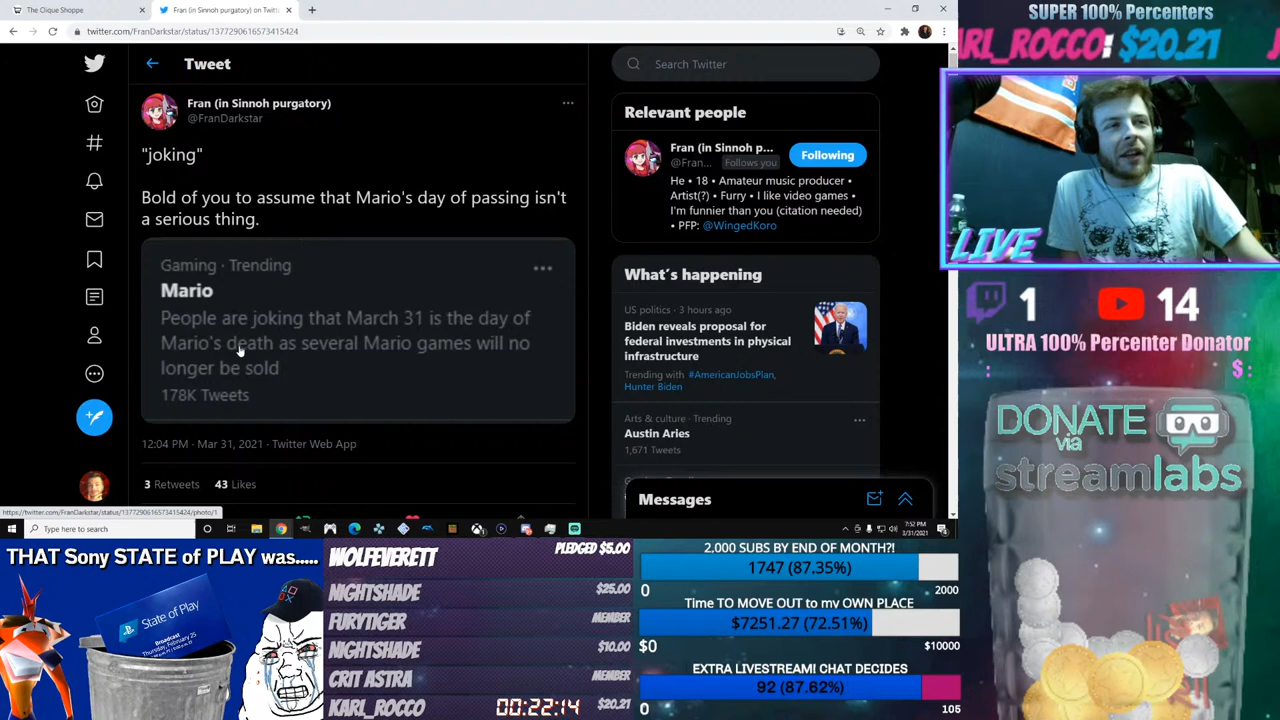 The Clique Shoppe
Fran (in Sinnoh purgatory) on Twitt
twitter.com/FranDarkstar/status/1377290616573415424
Tweet
Fran (in Sinnoh purgatory)
@FranDarkstar
"joking"
Bold of you to assume that Mario's day of passing isn't
a serious thing.
Gaming · Trending
Mario
People are joking that March 31 is the day of
Mario's death as several Mario games will no
longer be sold
178K Tweets
12:04 PM · Mar 31, 2021 · Twitter Web App
3 Retweets 43 Likes
https://twitter.com/FranDarkstar/status/1377290616573415424/photo/1
Search Twitter
Relevant people
Fran (in Sinnoh p...
@Fran... Follows you
Following
He • 18 • Amateur music producer •
Artist(?) • Furry • I like video games •
I'm funnier than you (citation needed)
• PFP: @WingedKoro
What's happening
US politics · 3 hours ago
Biden reveals proposal for
federal investments in physical
infrastructure
Trending with #AmericanJobsPlan,
Hunter Biden
Arts & culture · Trending
Austin Aries
1,671 Tweets
Messages
Type here to search
7:52 PM
3/31/2021
SUPER 100% Percenters
KARL_ROCCO: $20.21
LIVE
1
14
ULTRA 100% Percenter Donator
: $:
DONATE
via
streamlabs
THAT Sony STATE of PLAY was.....
State of Play
Broadcast
Thursday, February 25
WOLFEVERETT PLEDGED $5.00
NIGHTSHADE $25.00
FURYTIGER MEMBER
NIGHTSHADE $10.00
CRIT ASTRA MEMBER
KARL_ROCCO 00:22:14 $20.21
2,000 SUBS BY END OF MONTH?!
1747 (87.35%)
0 2000
Time TO MOVE OUT to my OWN PLACE
$7251.27 (72.51%)
$0 $10000
EXTRA LIVESTREAM! CHAT DECIDES
92 (87.62%)
0 105